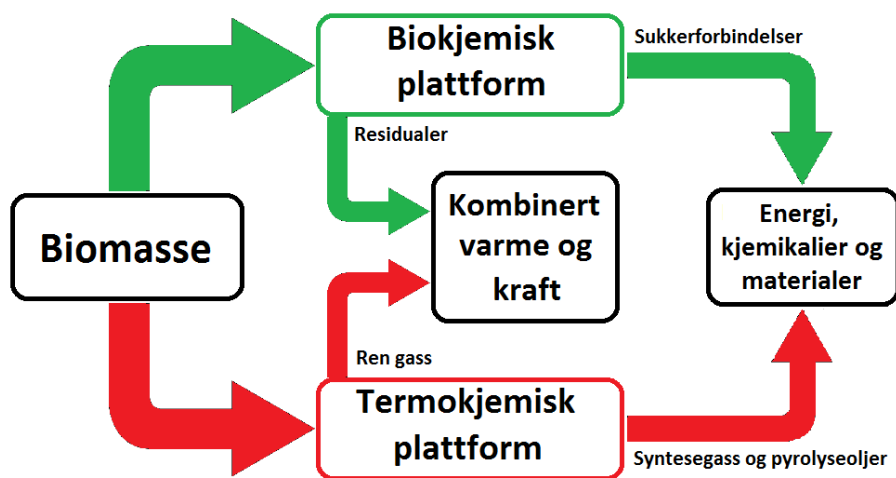 Biokjemisk
plattform
Sukkerforbindelser
Residualer
Biomasse
Kombinert
varme og
kraft
Energi,
kjemikalier og
materialer
Ren gass
Termokjemisk
plattform
Syntesegass og pyrolyseoljer